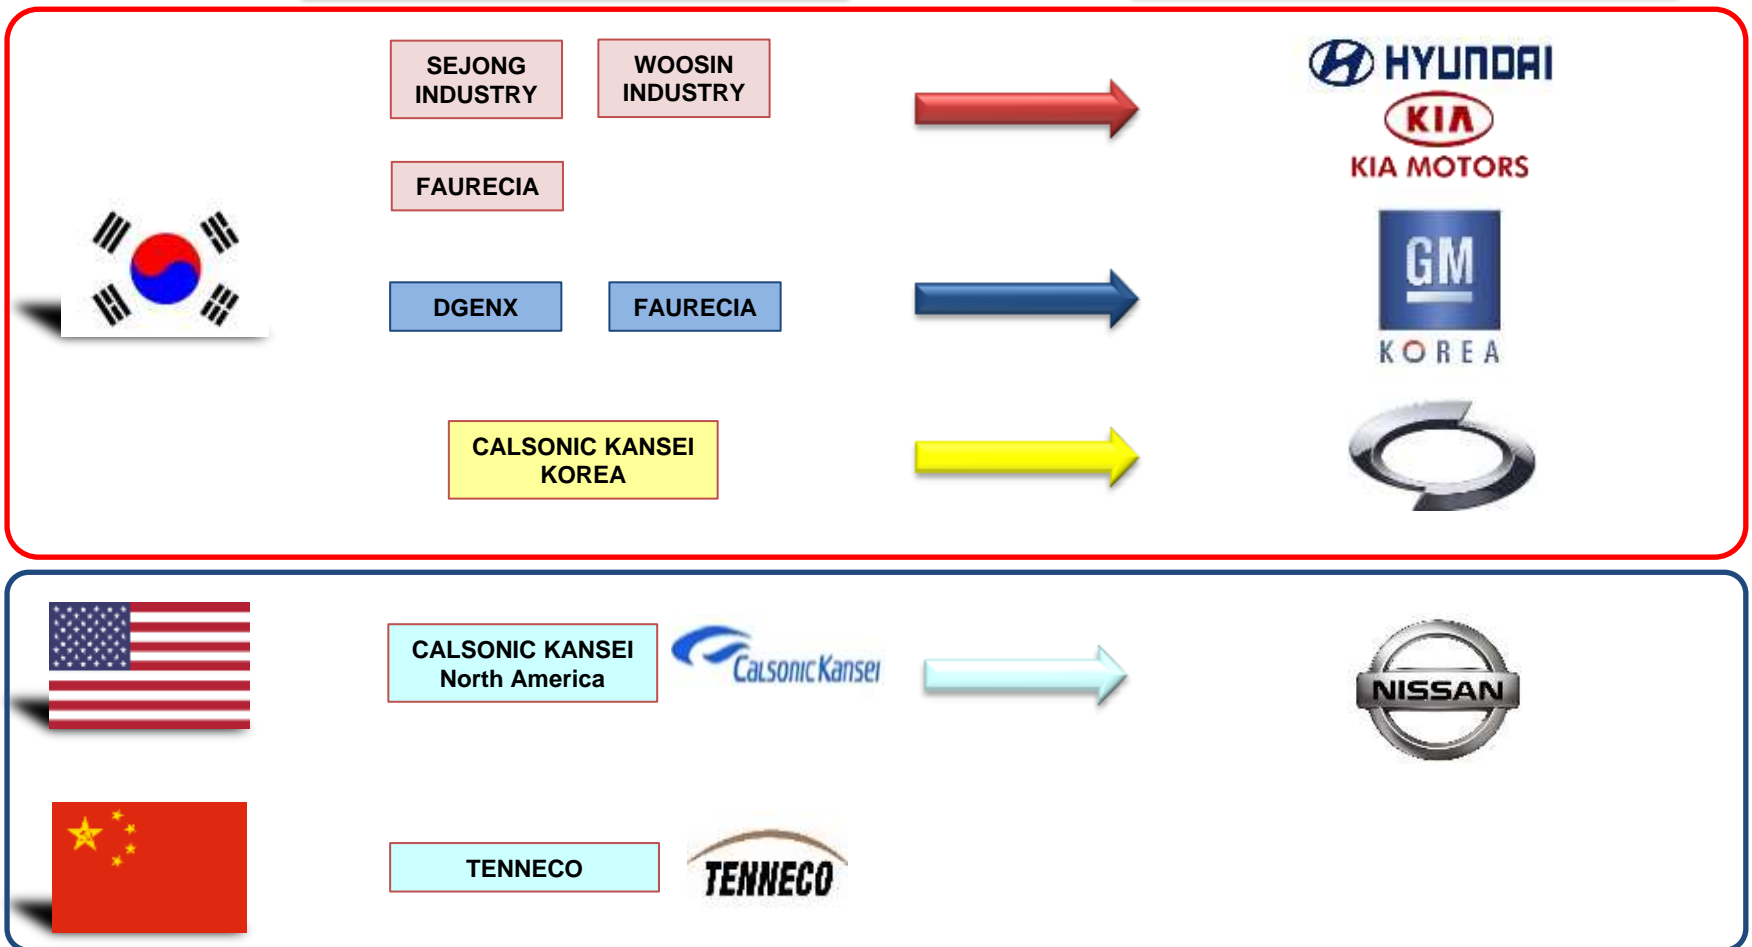 SEJONG
INDUSTRY
WOOSIN
INDUSTRY
HYUNDAI
KIA
KIA MOTORS
FAURECIA
GM
KOREA
DGENX
FAURECIA
CALSONIC KANSEI
KOREA
CALSONIC KANSEI
North America
CalsonicKansei
NISSAN
TENNECO
TENNECO